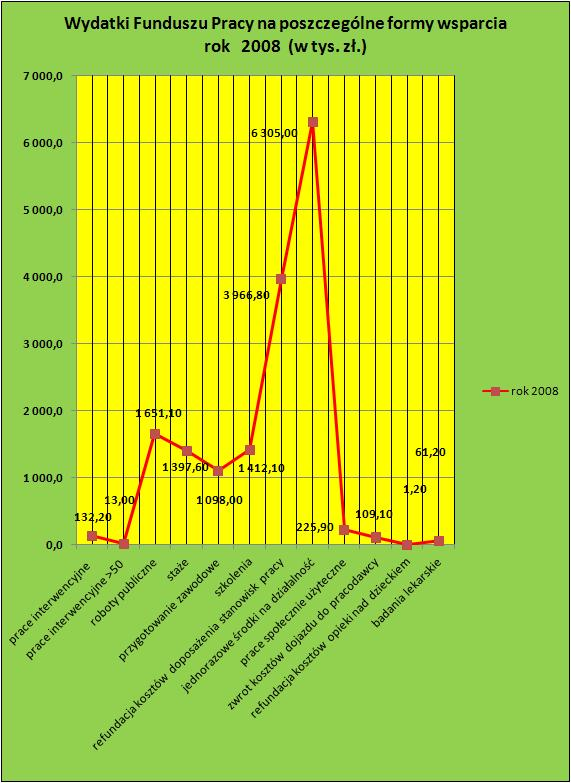 Wydatki Funduszu Pracy na poszczególne formy wsparcia
rok 2008 (w tys. zł.)
7 000,0
6 000,0
5 000,0
4 000,0
3 000,0
2 000,0
1 000,0
0,0
132,20
13,00
1 651,10
1 397,60
1 098,00
1 412,10
3 966,80
6 305,00
225,90
109,10
1,20
61,20
rok 2008
prace interwencyjne
prace interwencyjne >50
roboty publiczne
staże
przygotowanie zawodowe
szkolenia
refundacja kosztów doposażenia stanowisk pracy
jednorazowe środki na działalność
prace społecznie użyteczne
zwrot kosztów dojazdu do pracodawcy
refundacja kosztów opieki nad dzieckiem
badania lekarskie